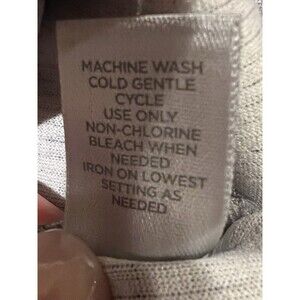 MACHINE WASH
COLD GENTLE
CYCLE
USE ONLY
NON-CHLORINE
BLEACH WHEN
NEEDED
IRON ON LOWEST
SETTING AS
NEEDED